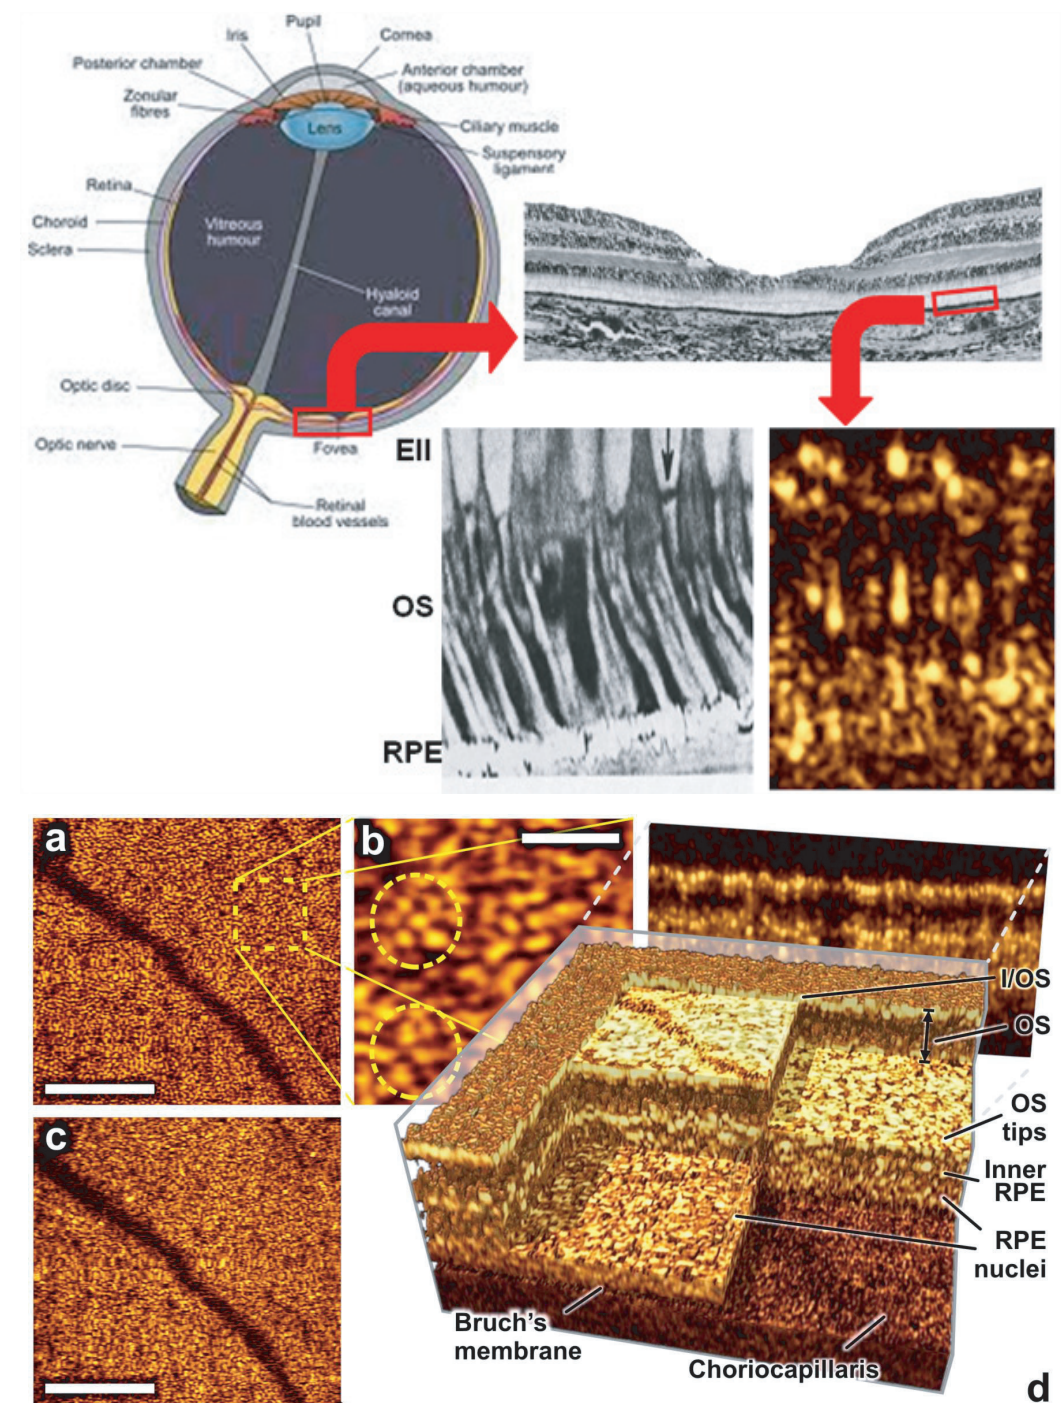 Pupil
Iris
Cornea
Posterior chamber
Anterior chamber
(aqueous humour)
Zonular
fibres
Lens
Ciliary muscle
Suspensory
ligament
Retina
Choroid
Vitreous
humour
Sclera
Hyaloid
canal
Optic disc
Optic nerve
Fovea
Retinal
blood vessels
Ell
OS
RPE
a
b
I/OS
OS
c
OS
tips
Inner
RPE
RPE
nuclei
Bruch's
membrane
Choriocapillaris
d